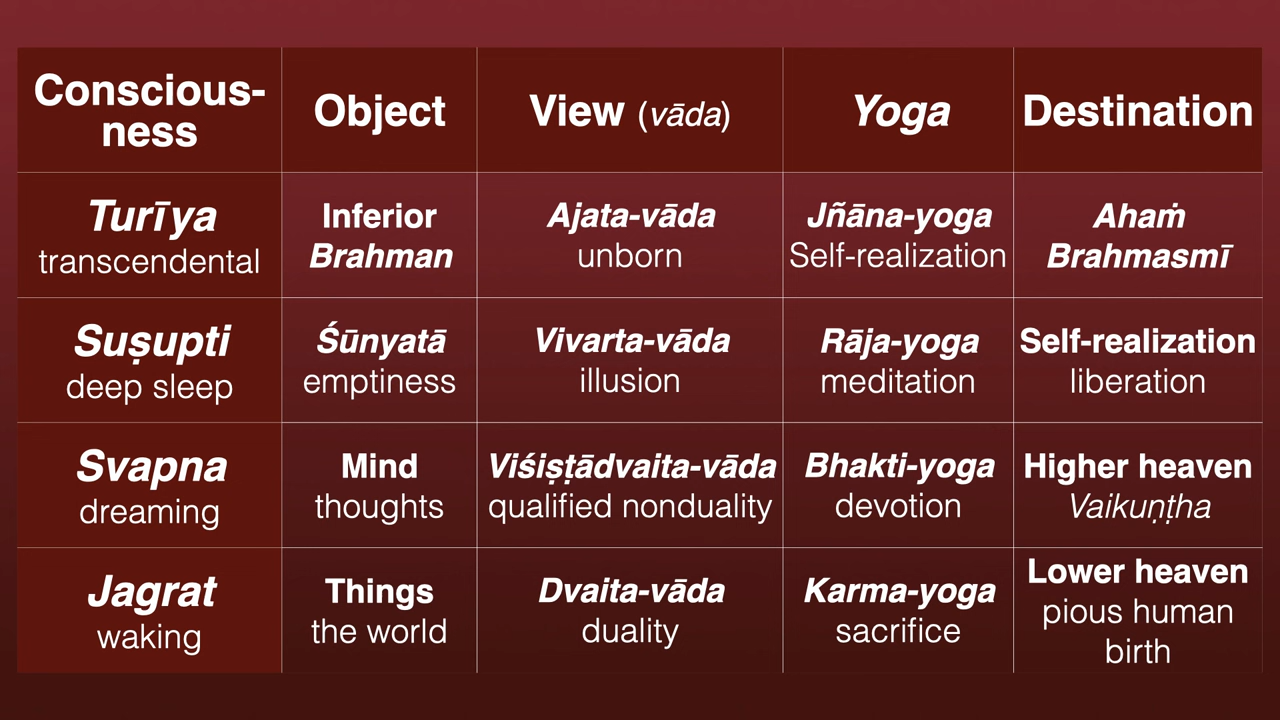 Conscious-
ness
Object
View (vāda)
Yoga
Destination
Turīya
transcendental
Inferior
Brahman
Ajata-vāda
unborn
Jñāna-yoga
Self-realization
Ahaṁ
Brahmasmī
Suṣupti
deep sleep
Śūnyatā
emptiness
Vivarta-vāda
illusion
Rāja-yoga
meditation
Self-realization
liberation
Svapna
dreaming
Mind
thoughts
Viśiṣṭādvaita-vāda
qualified nonduality
Bhakti-yoga
devotion
Higher heaven
Vaikuṇṭha
Jagrat
waking
Things
the world
Dvaita-vāda
duality
Karma-yoga
sacrifice
Lower heaven
pious human
birth